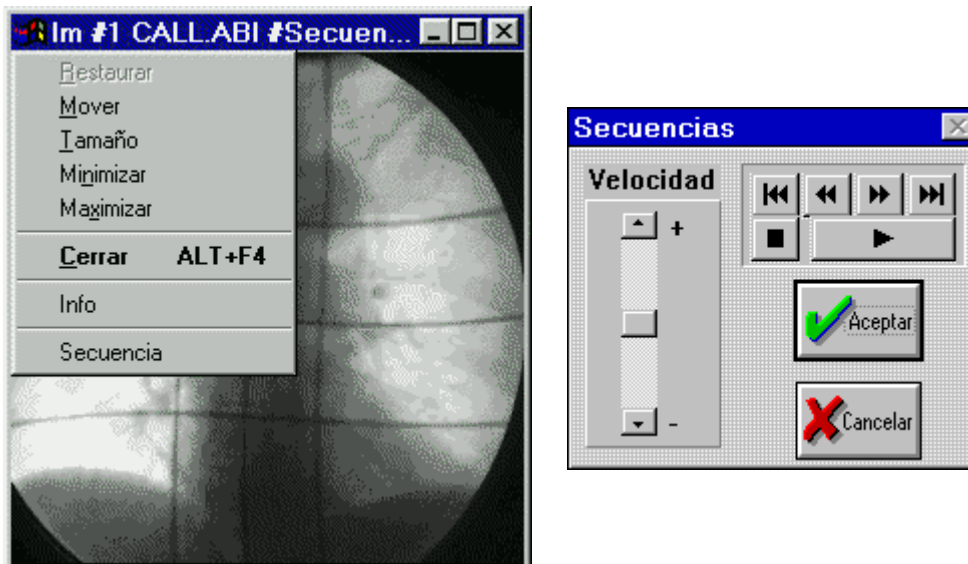 Im #1 CALL.ABI #Secuen...
Restaurar
Mover
Tamaño
Minimizar
Maximizar
Cerrar ALT+F4
Info
Secuencia
Secuencias
Velocidad
+
-
Aceptar
Cancelar